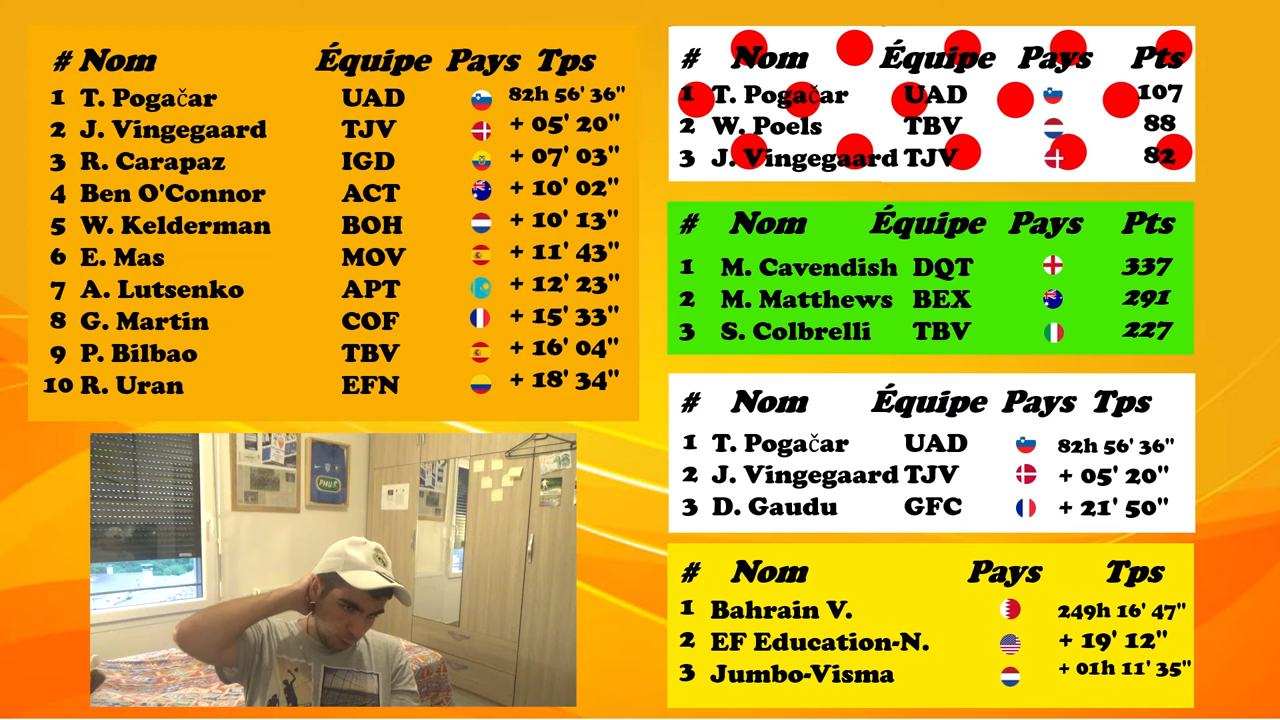 # Nom Équipe Pays Tps
1 T. Pogačar UAD 82h 56' 36"
2 J. Vingegaard TJV + 05' 20"
3 R. Carapaz IGD + 07' 03"
4 Ben O'Connor ACT + 10' 02"
5 W. Kelderman BOH + 10' 13"
6 E. Mas MOV + 11' 43"
7 A. Lutsenko APT + 12' 23"
8 G. Martin COF + 15' 33"
9 P. Bilbao TBV + 16' 04"
10 R. Uran EFN + 18' 34"
# Nom Équipe Pays Pts
1 T. Pogačar UAD 107
2 W. Poels TBV 88
3 J. Vingegaard TJV 82
# Nom Équipe Pays Pts
1 M. Cavendish DQT 337
2 M. Matthews BEX 291
3 S. Colbrelli TBV 227
# Nom Équipe Pays Tps
1 T. Pogačar UAD 82h 56' 36"
2 J. Vingegaard TJV + 05' 20"
3 D. Gaudu GFC + 21' 50"
# Nom Pays Tps
1 Bahrain V. 249h 16' 47"
2 EF Education-N. + 19' 12"
3 Jumbo-Visma + 01h 11' 35"
PHUS